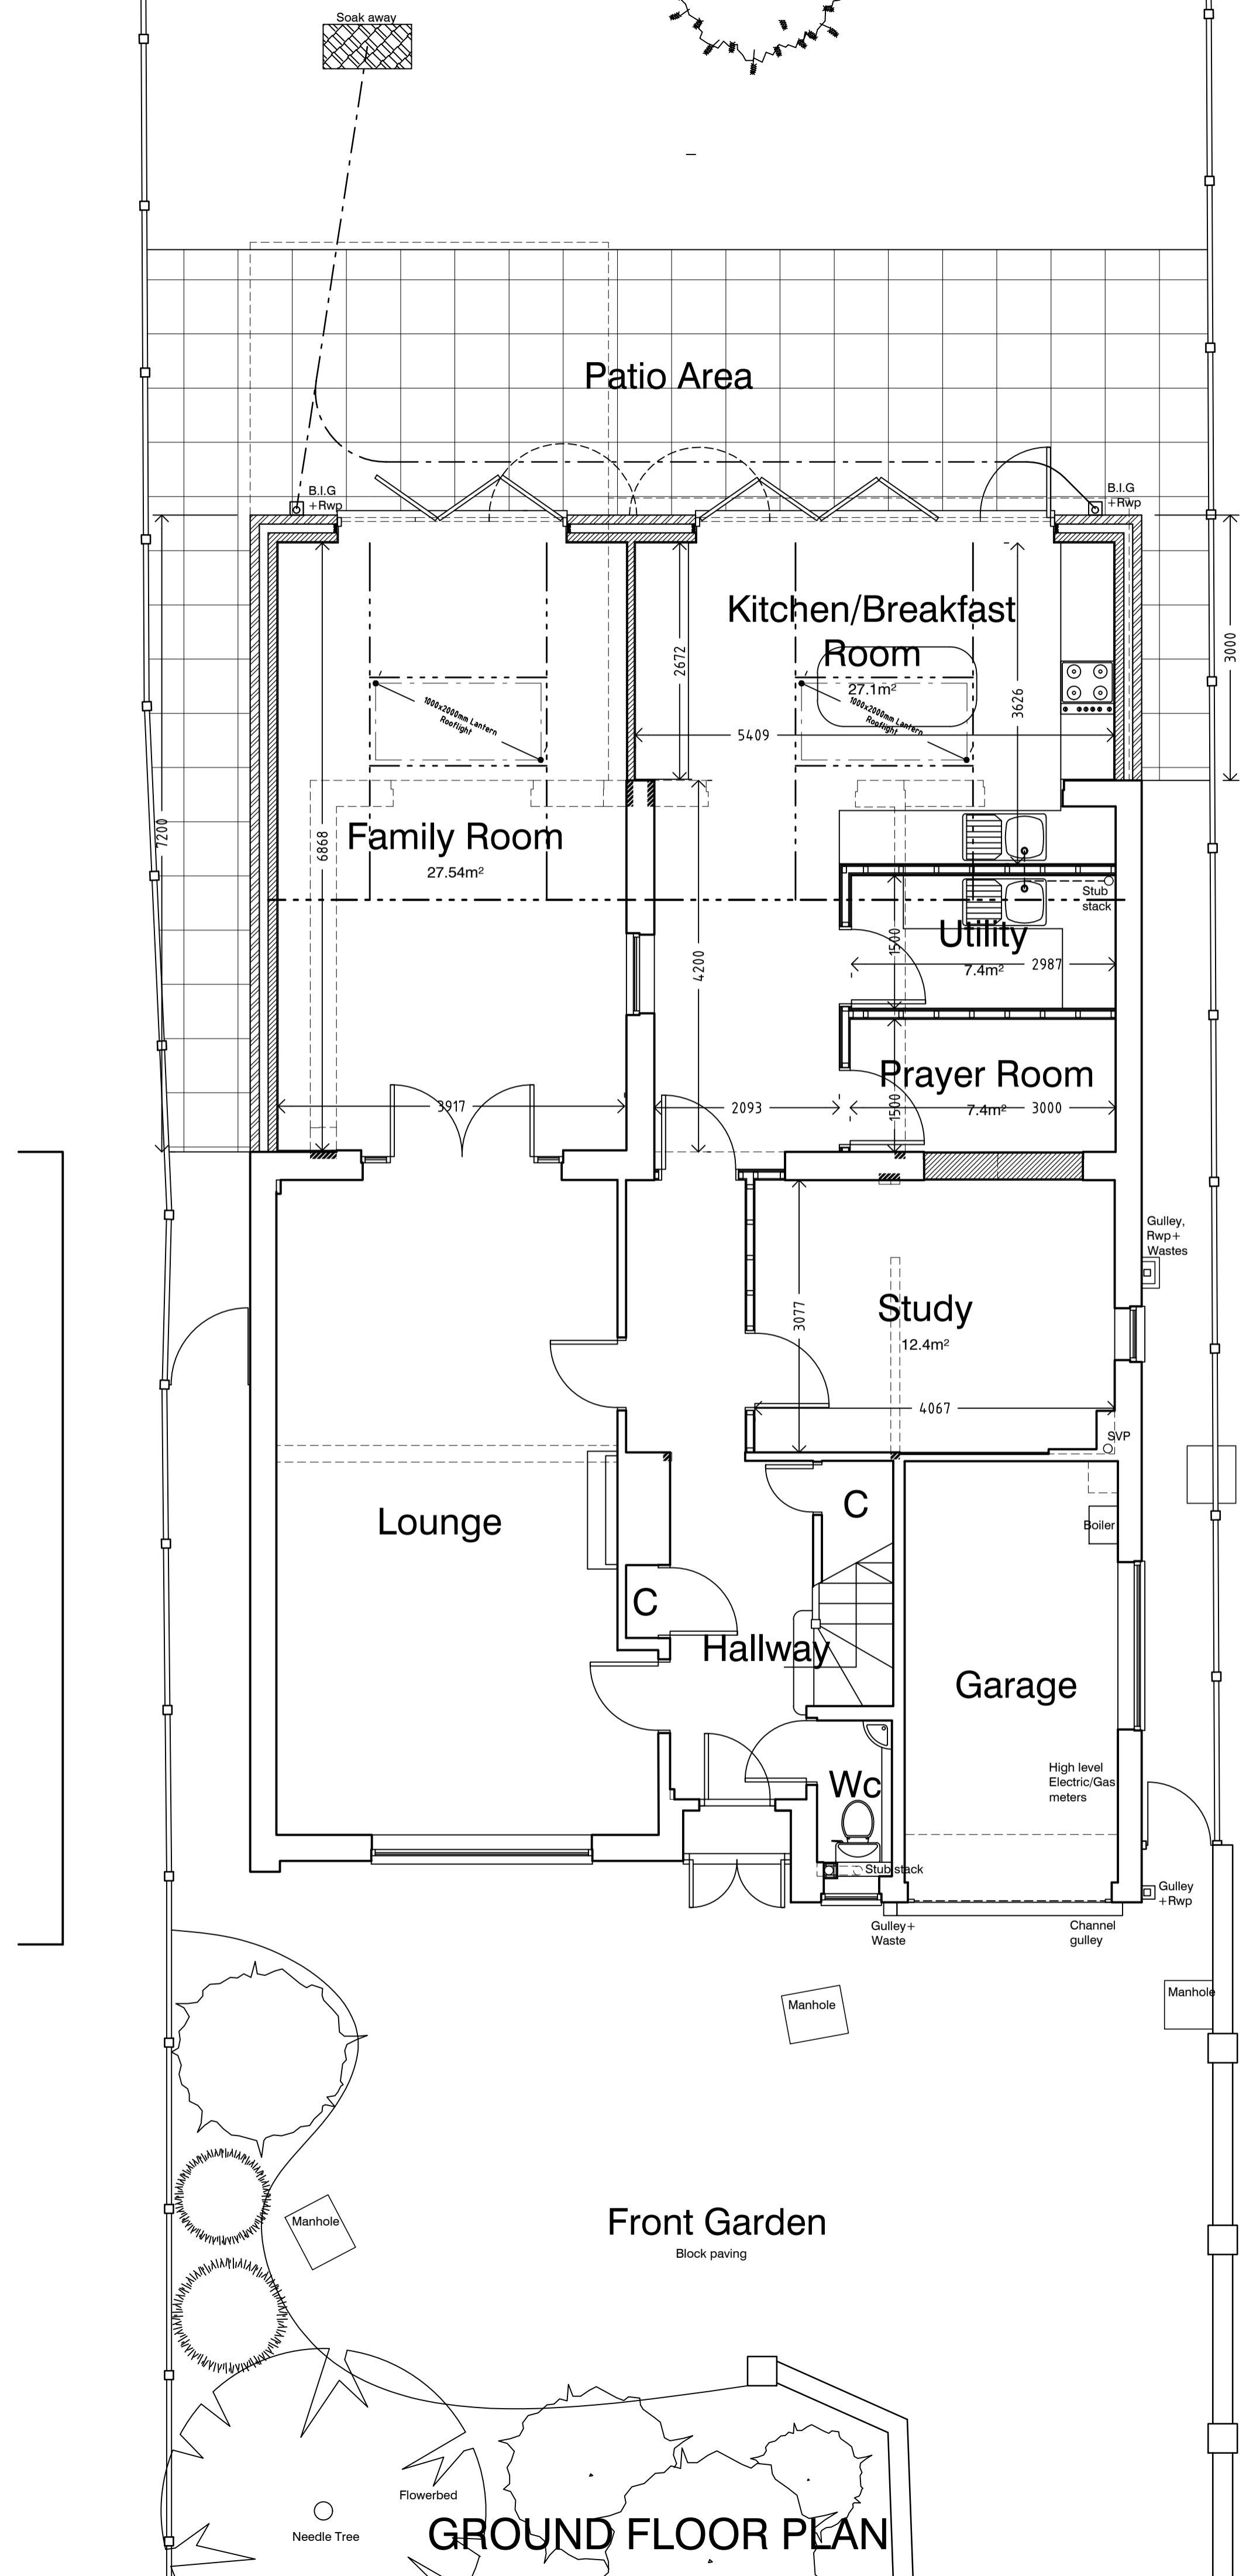 Soak away
Patio Area
B.I.G
+Rwp
B.I.G
+Rwp
Kitchen/Breakfast
Room
27.1m²
1000x2000mm Lantern
Rooflight
1000x2000mm Lantern
Rooflight
2672
3626
3000
5409
7200
6868
Family Room
27.54m²
Stub
stack
Utility
7.4m²
2987
1500
4200
Prayer Room
7.4m²
3000
1500
3917
2093
Gulley,
Rwp+
Wastes
Study
12.4m²
3077
4067
SVP
Lounge
C
Boiler
C
Hallway
Garage
High level
Electric/Gas
meters
Wc
Stub stack
Gulley
+Rwp
Gulley+
Waste
Channel
gulley
Manhole
Manhole
Manhole
Front Garden
Block paving
Flowerbed
Needle Tree
GROUND FLOOR PLAN